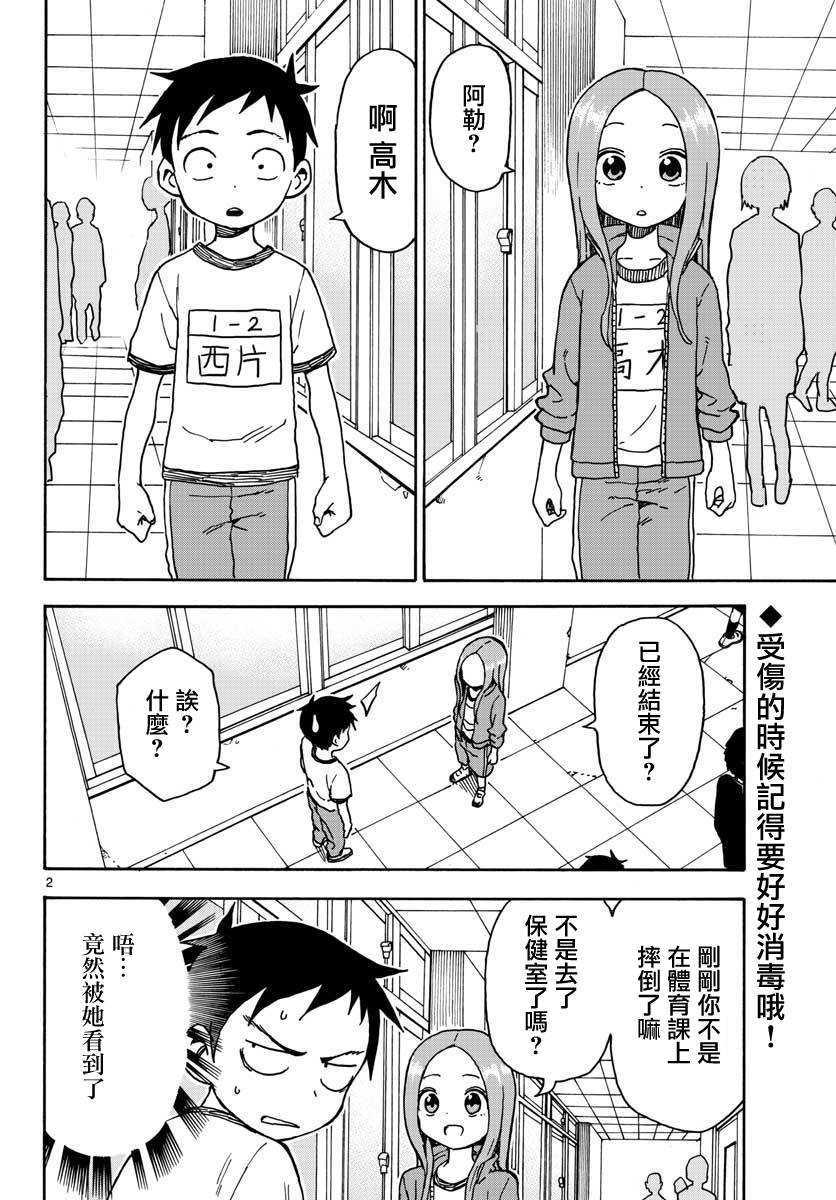 阿勒?
1-2
高木
啊高木
1-2
西片
◆受傷的時候記得要好好消毒哦!
已經結束了?
誒?
什麼?
2
剛剛你不是
在體育課上
摔倒了嘛
不是去了
保健室了嗎?
唔…
竟然被她看到了